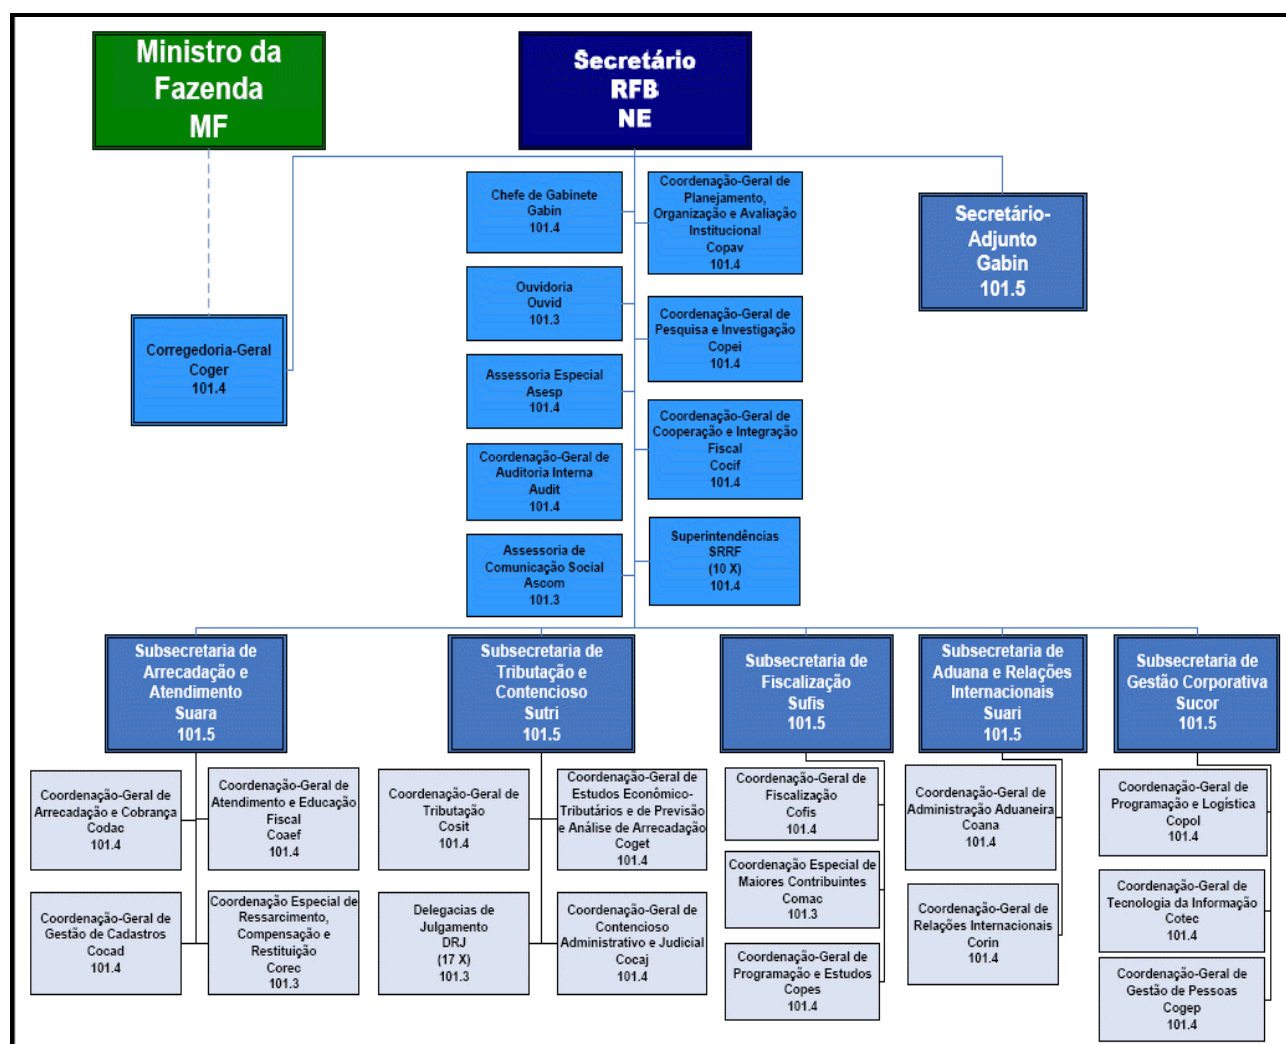 Ministro da
Fazenda
MF
Secretário
RFB
NE
Chefe de Gabinete
Gabin
101.4
Coordenação-Geral de
Planejamento,
Organização e Avaliação
Institucional
Copav
101.4
Secretário-
Adjunto
Gabin
101.5
Ouvidoria
Ouvid
101.3
Coordenação-Geral de
Pesquisa e Investigação
Copei
101.4
Corregedoria-Geral
Coger
101.4
Assessoria Especial
Asesp
101.4
Coordenação-Geral de
Cooperação e Integração
Fiscal
Cocif
101.4
Coordenação-Geral de
Auditoria Interna
Audit
101.4
Superintendências
SRRF
(10 X)
101.4
Assessoria de
Comunicação Social
Ascom
101.3
Subsecretaria de
Arrecadação e
Atendimento
Suara
101.5
Subsecretaria de
Tributação e
Contencioso
Sutri
101.5
Subsecretaria de
Fiscalização
Sufis
101.5
Subsecretaria de
Aduana e Relações
Internacionais
Suari
101.5
Subsecretaria de
Gestão Corporativa
Sucor
101.5
Coordenação-Geral de
Arrecadação e Cobrança
Codac
101.4
Coordenação-Geral de
Atendimento e Educação
Fiscal
Coaef
101.4
Coordenação-Geral de
Tributação
Cosit
101.4
Coordenação-Geral de
Estudos Econômico-
Tributários e de Previsão
e Análise de Arrecadação
Coget
101.4
Coordenação-Geral de
Fiscalização
Cofis
101.4
Coordenação-Geral de
Administração Aduaneira
Coana
101.4
Coordenação-Geral de
Programação e Logística
Copol
101.4
Coordenação-Geral de
Gestão de Cadastros
Cocad
101.4
Coordenação Especial de
Ressarcimento,
Compensação e
Restituição
Corec
101.3
Delegacias de
Julgamento
DRJ
(17 X)
101.3
Coordenação-Geral de
Contencioso
Administrativo e Judicial
Cocaj
101.4
Coordenação Especial de
Maiores Contribuintes
Comac
101.3
Coordenação-Geral de
Relações Internacionais
Corin
101.4
Coordenação-Geral de
Tecnologia da Informação
Cotec
101.4
Coordenação-Geral de
Programação e Estudos
Copes
101.4
Coordenação-Geral de
Gestão de Pessoas
Cogep
101.4